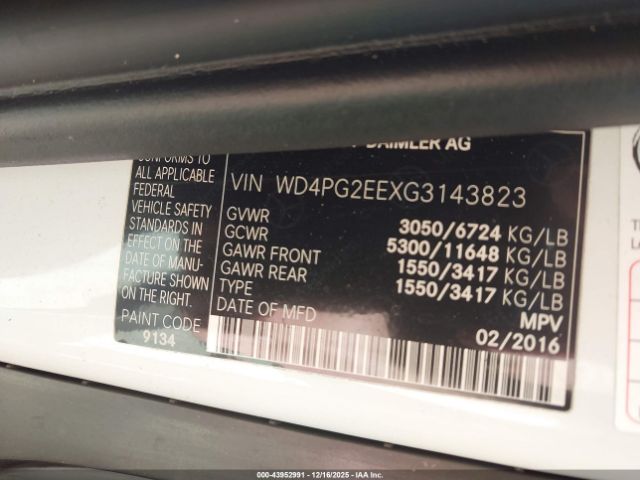 DAIMLER AG
CONFORMS TO
ALL APPLICABLE
FEDERAL
VEHICLE SAFETY
STANDARDS IN
EFFECT ON THE
DATE OF MANU-
FACTURE SHOWN
ON THE RIGHT.
PAINT CODE
9134
VIN WD4PG2EEXG3143823
GVWR 3050/6724 KG/LB
GCWR 5300/11648 KG/LB
GAWR FRONT 1550/3417 KG/LB
GAWR REAR 1550/3417 KG/LB
TYPE MPV
DATE OF MFD 02/2016
000-43952991 - 12/16/2025 - IAA Inc.